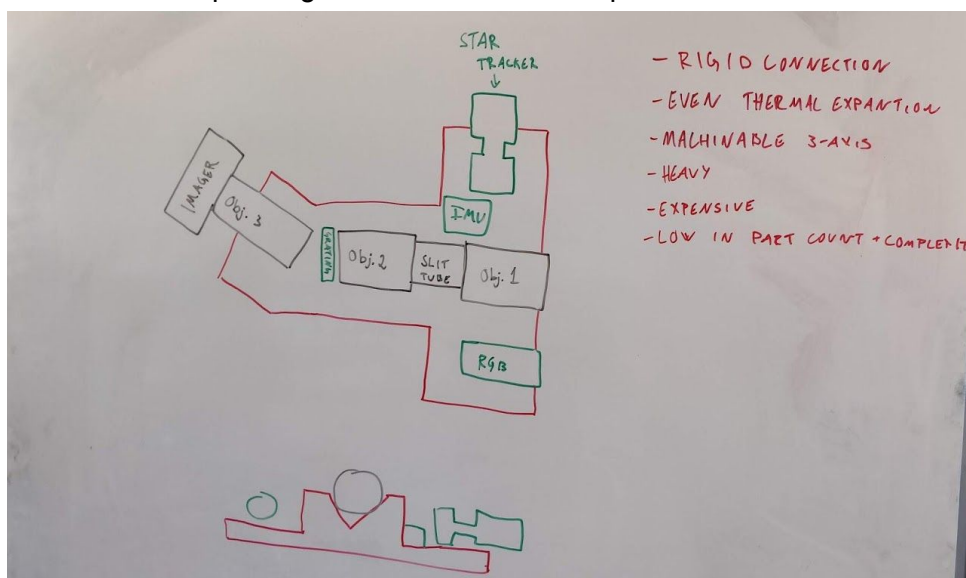 STAR
TRACKER
IMAGER
Obj. 3
IMU
GRATING
Obj. 2
SLIT
TUBE
Obj. 1
RGB
- RIGID CONNECTION
- EVEN THERMAL EXPANTION
- MACHINABLE 3-AXIS
- HEAVY
- EXPENSIVE
- LOW IN PART COUNT + COMPLEXIT